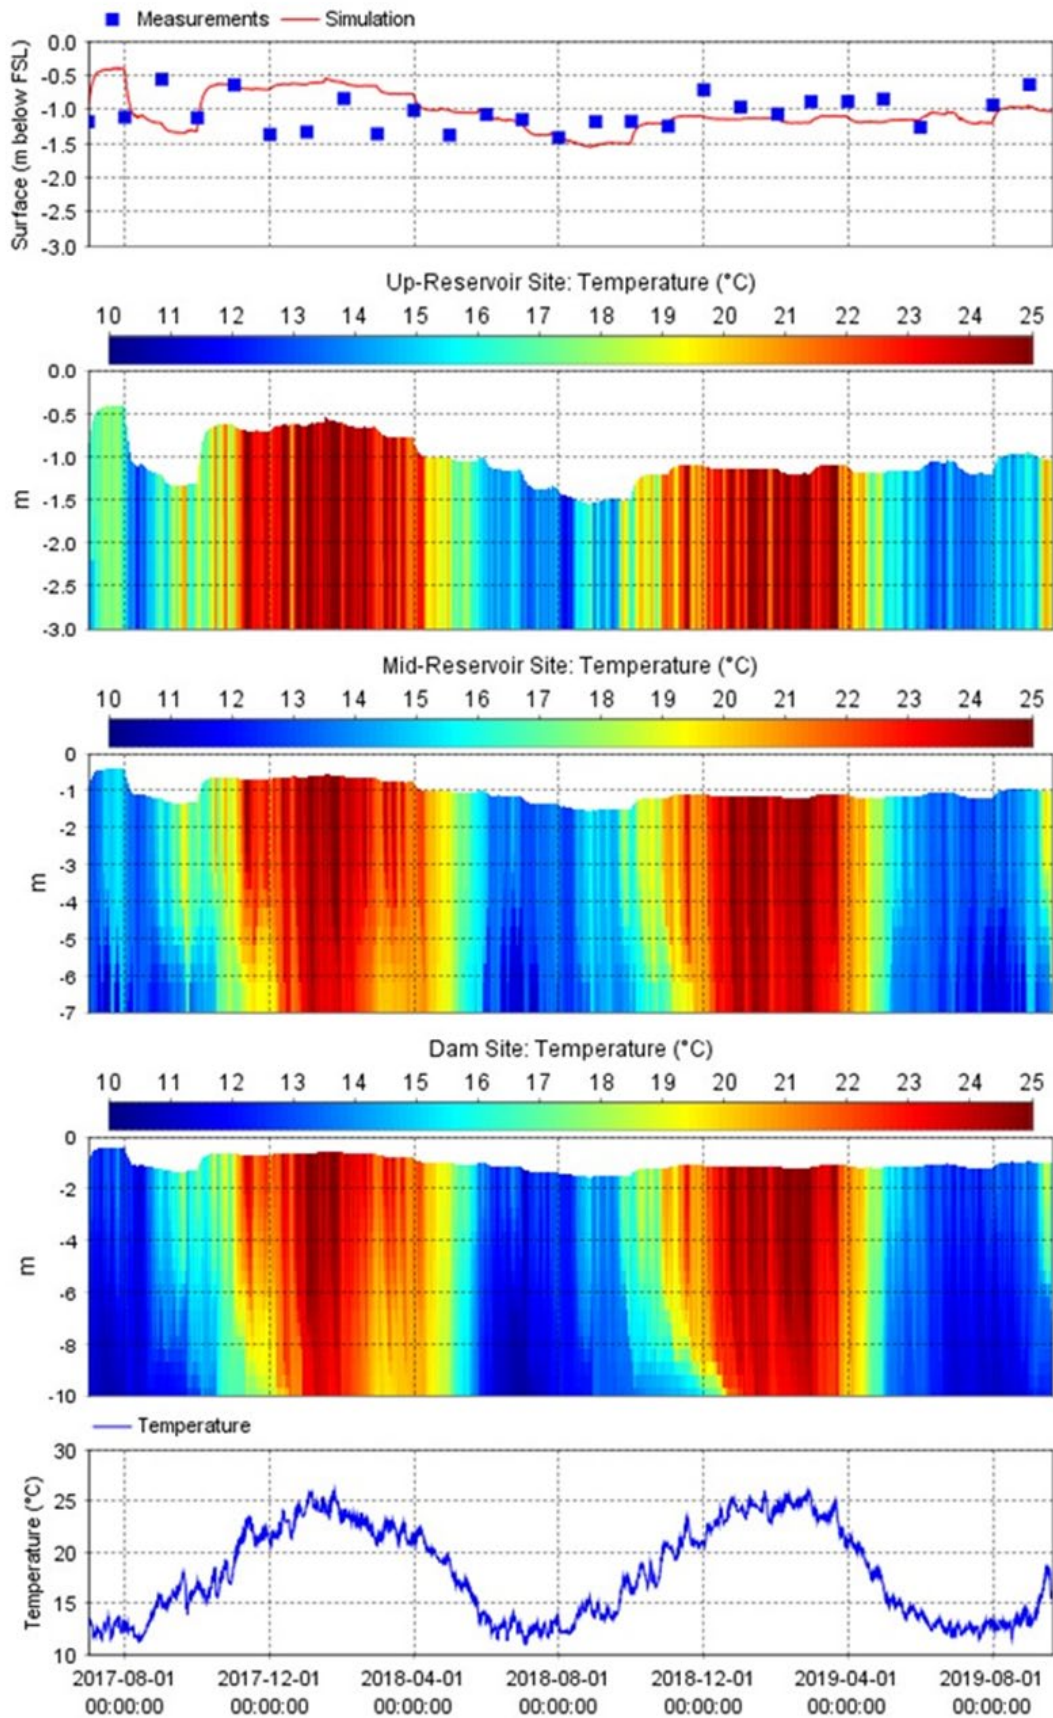 Measurements Simulation
Surface (m below FSL)
0.0
-0.5
-1.0
-1.5
-2.0
-2.5
-3.0
Up-Reservoir Site: Temperature (°C)
10 11 12 13 14 15 16 17 18 19 20 21 22 23 24 25
m
0.0
-0.5
-1.0
-1.5
-2.0
-2.5
-3.0
Mid-Reservoir Site: Temperature (°C)
10 11 12 13 14 15 16 17 18 19 20 21 22 23 24 25
m
0
-1
-2
-3
-4
-5
-6
-7
Dam Site: Temperature (°C)
10 11 12 13 14 15 16 17 18 19 20 21 22 23 24 25
m
0
-2
-4
-6
-8
-10
Temperature
Temperature (°C)
30
25
20
15
10
2017-08-01 2017-12-01 2018-04-01 2018-08-01 2018-12-01 2019-04-01 2019-08-01
00:00:00 00:00:00 00:00:00 00:00:00 00:00:00 00:00:00 00:00:00